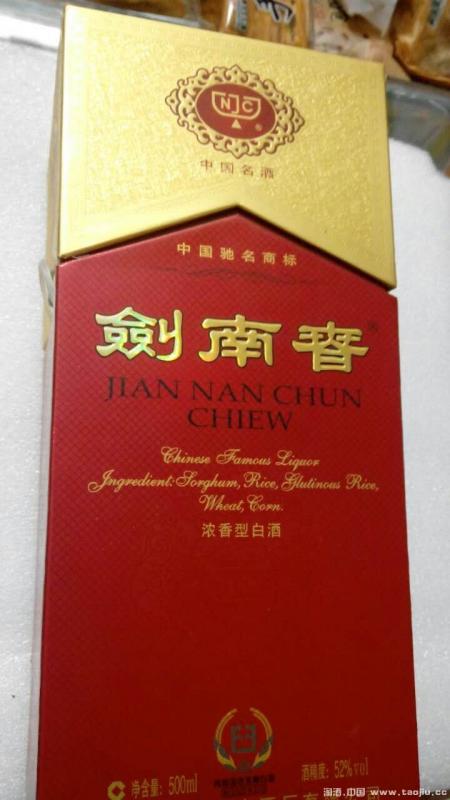 NJC
®
中国名酒
中国驰名商标
劍南春®
JIAN NAN CHUN
CHIEW
Chinese Famous Liquor
Ingredient: Sorghum, Rice, Glutinous Rice,
Wheat, Corn.
浓香型白酒
净含量: 500ml
酒精度: 52%vol
淘酒.中国 www.taojiu.cc